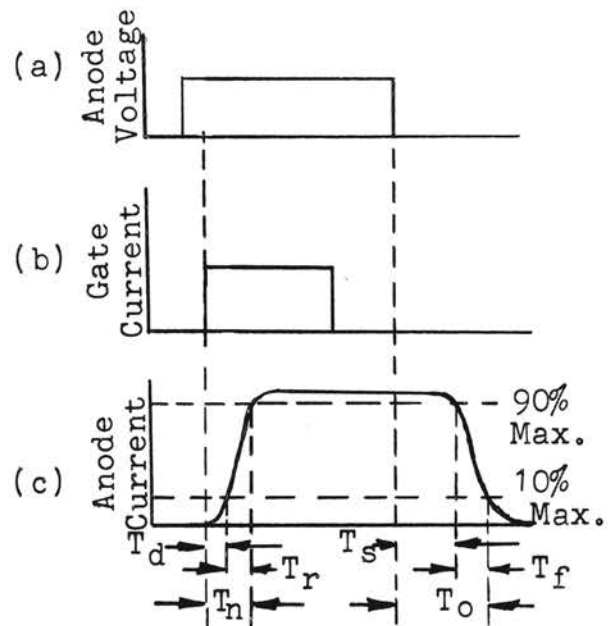 (a)
Anode
Voltage
(b)
Gate
Current
(c)
Anode
Current
90%
Max.
10%
Max.
Td
Tr
Ts
Tf
Tn
To